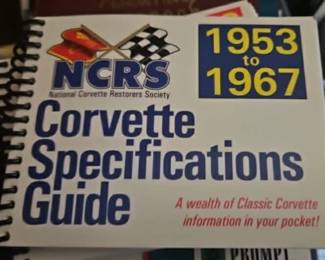 1953
to
1967
NCRS
National Corvette Restorers Society
Corvette
Specifications
Guide
A wealth of Classic Corvette
information in your pocket!